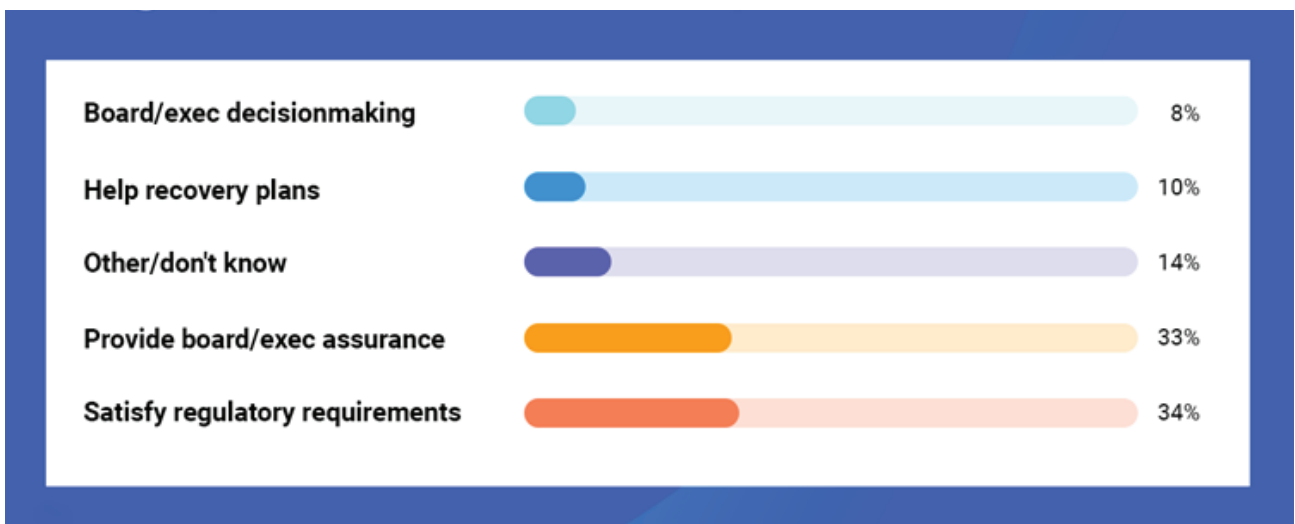 Board/exec decisionmaking 8%
Help recovery plans 10%
Other/don't know 14%
Provide board/exec assurance 33%
Satisfy regulatory requirements 34%